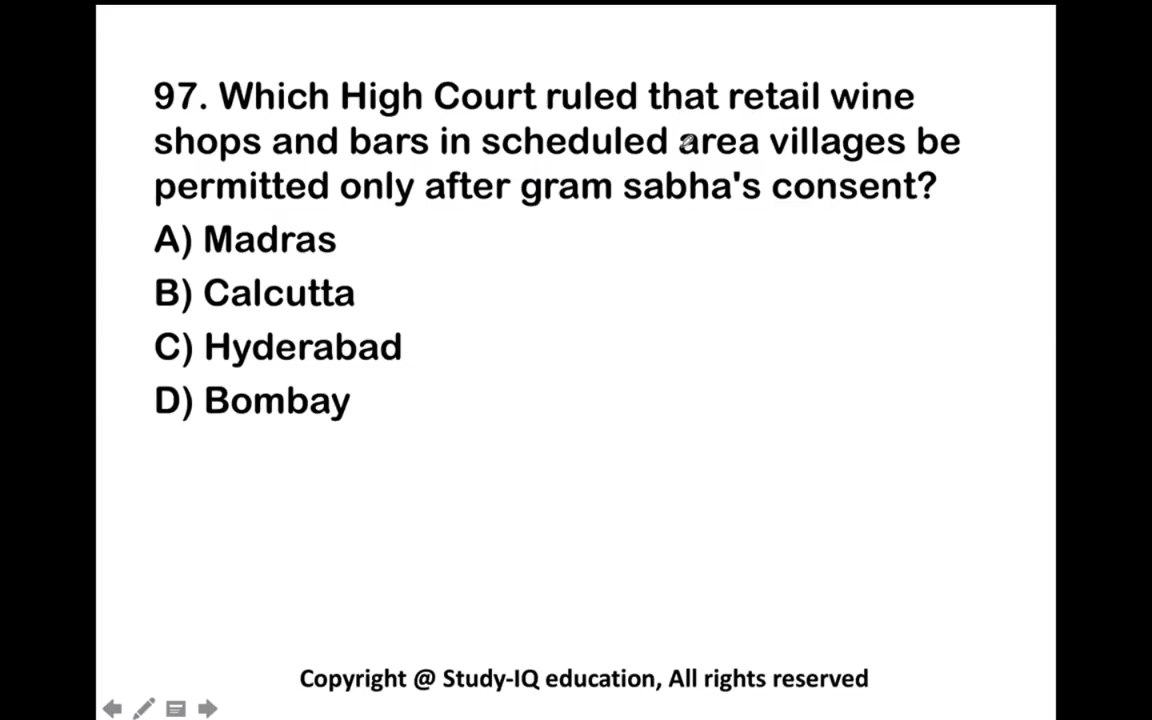 97. Which High Court ruled that retail wine
shops and bars in scheduled area villages be
permitted only after gram sabha's consent?
A) Madras
B) Calcutta
C) Hyderabad
D) Bombay
Copyright @ Study-IQ education, All rights reserved